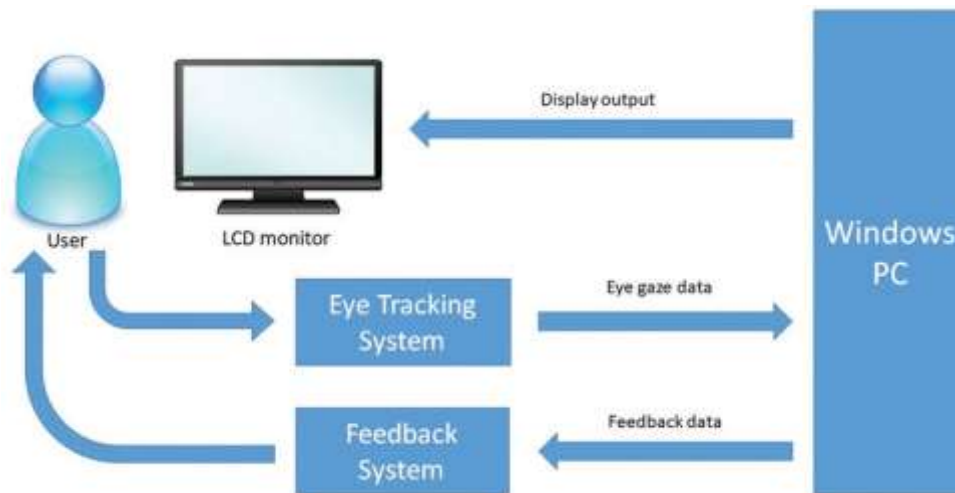 Display output
User
LCD monitor
Windows
PC
Eye Tracking
System
Eye gaze data
Feedback
System
Feedback data